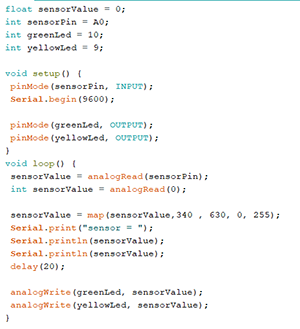 float sensorValue = 0;
int sensorPin = A0;
int greenLed = 10;
int yellowLed = 9;

void setup() {
 pinMode(sensorPin, INPUT);
 Serial.begin(9600);

 pinMode(greenLed, OUTPUT);
 pinMode(yellowLed, OUTPUT);
}
void loop() {
 sensorValue = analogRead(sensorPin);
 int sensorValue = analogRead(0);

 sensorValue = map(sensorValue,340 , 630, 0, 255);
 Serial.print("sensor = ");
 Serial.println(sensorValue);
 Serial.println(sensorValue);
 delay(20);

 analogWrite(greenLed, sensorValue);
 analogWrite(yellowLed, sensorValue);
}